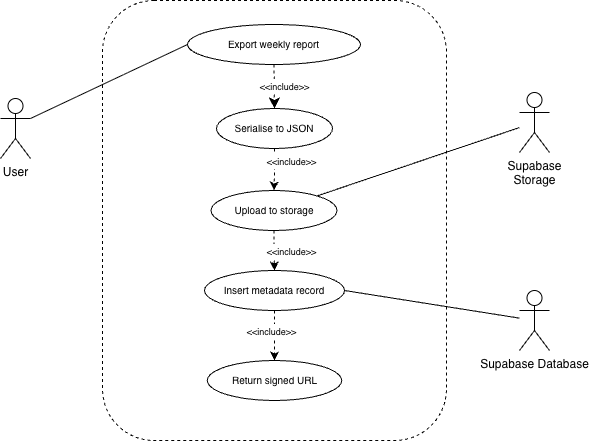 Export weekly report
<<include>>
Serialise to JSON
<<include>>
User
Supabase
Storage
Upload to storage
<<include>>
Insert metadata record
<<include>>
Supabase Database
Return signed URL